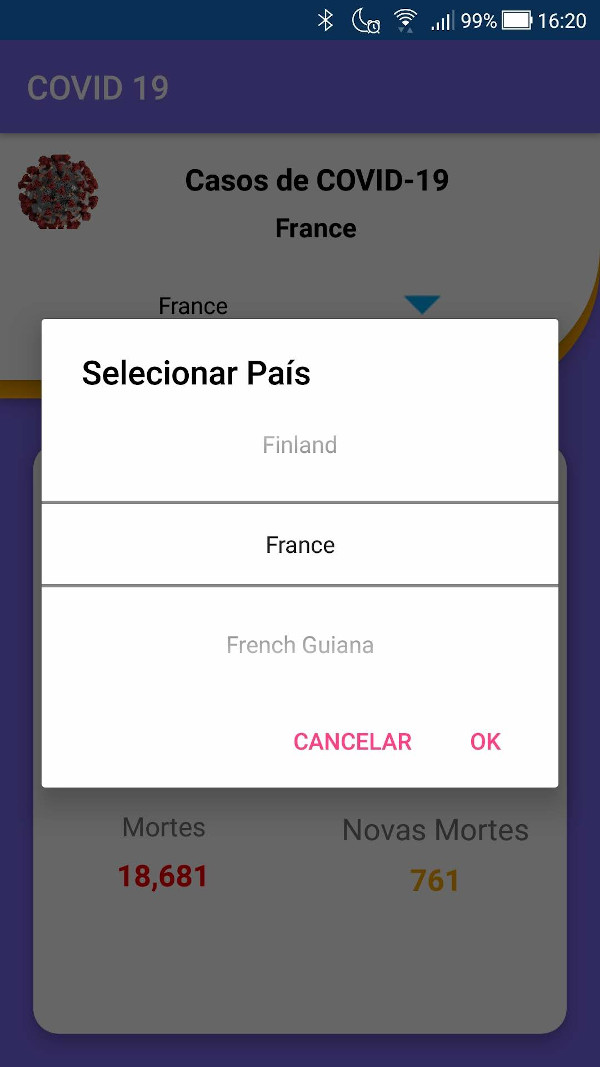 99% 16:20
COVID 19
Casos de COVID-19
France
France
Selecionar País
Finland
France
French Guiana
CANCELAR OK
Mortes Novas Mortes
18,681 761